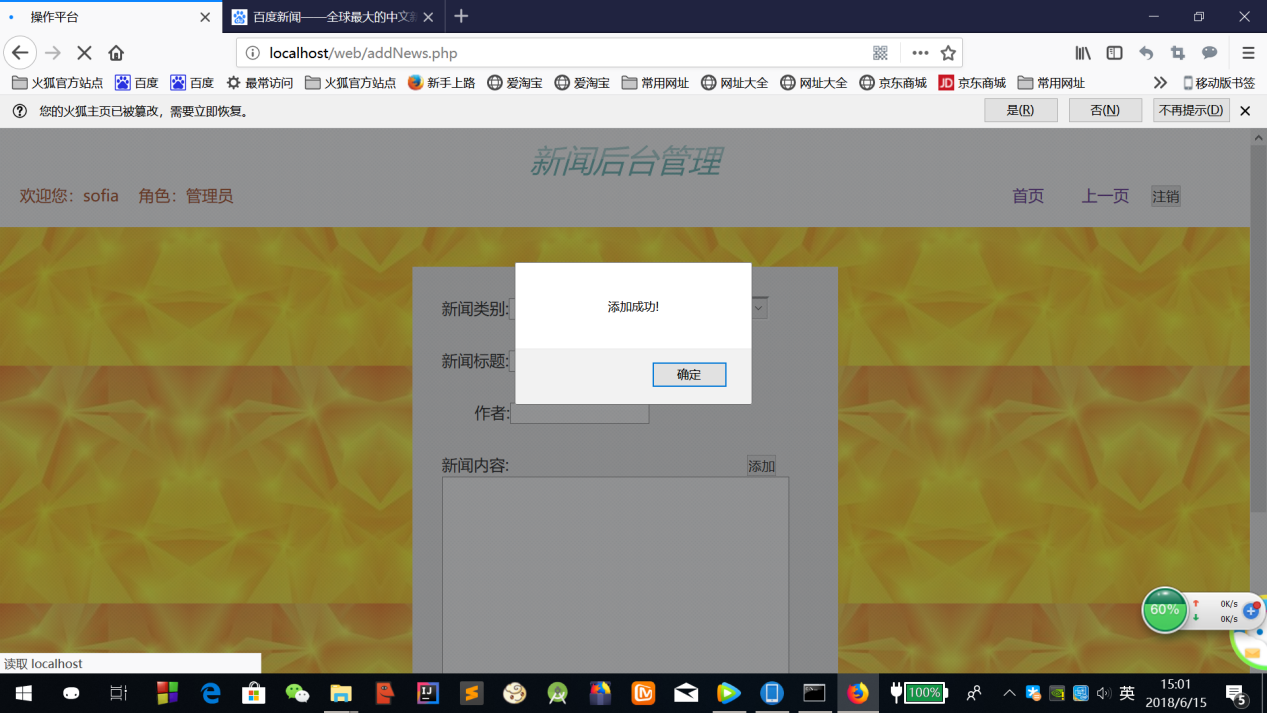 操作平台
百度新闻——全球最大的中文新
localhost/web/addNews.php
火狐官方站点 百度 百度 最常访问 火狐官方站点 新手上路 爱淘宝 爱淘宝 常用网址 网址大全 网址大全 京东商城 JD 京东商城 常用网址 移动版书签
您的火狐主页已被篡改，需要立即恢复。 是(R) 否(N) 不再提示(D)
新闻后台管理
欢迎您：sofia 角色：管理员 首页 上一页 注销
新闻类别:
添加成功!
新闻标题:
确定
作者:
新闻内容: 添加
60% 0K/s
0K/s
读取 localhost
100% 英 15:01
2018/6/15 5